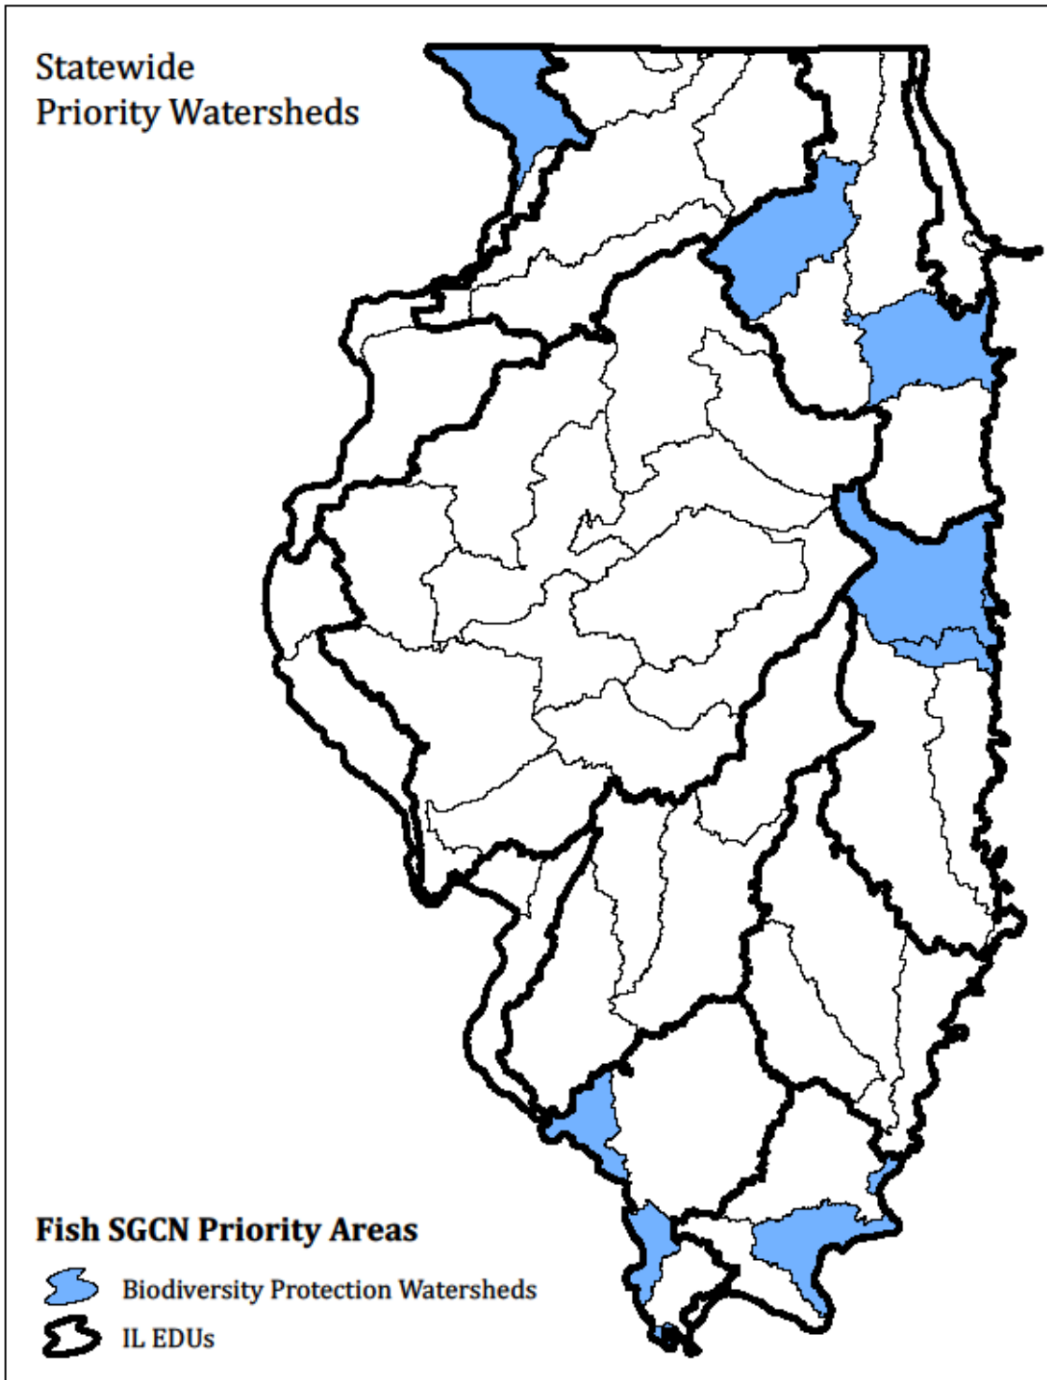 Statewide
Priority Watersheds
Fish SGCN Priority Areas
Biodiversity Protection Watersheds
IL EDUs